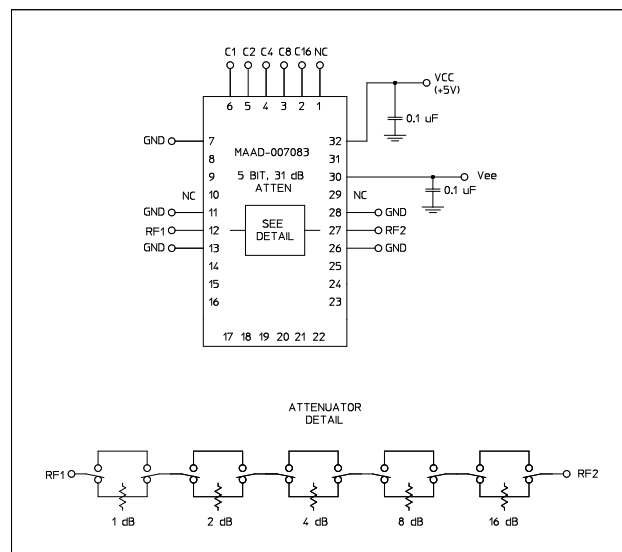 C1 C2 C4 C8 C16 NC
VCC
(+5V)
6 5 4 3 2 1
0.1 uF
GND 7 32
MAAD-007083
8 31
9 5 BIT, 31 dB 30 Vee
ATTEN
NC 10 29 NC
0.1 uF
GND 11 28 GND
SEE
RF1 12 27 RF2
DETAIL
GND 13 26 GND
14 25
15 24
16 23
17 18 19 20 21 22
ATTENUATOR
DETAIL
RF1 RF2
1 dB 2 dB 4 dB 8 dB 16 dB